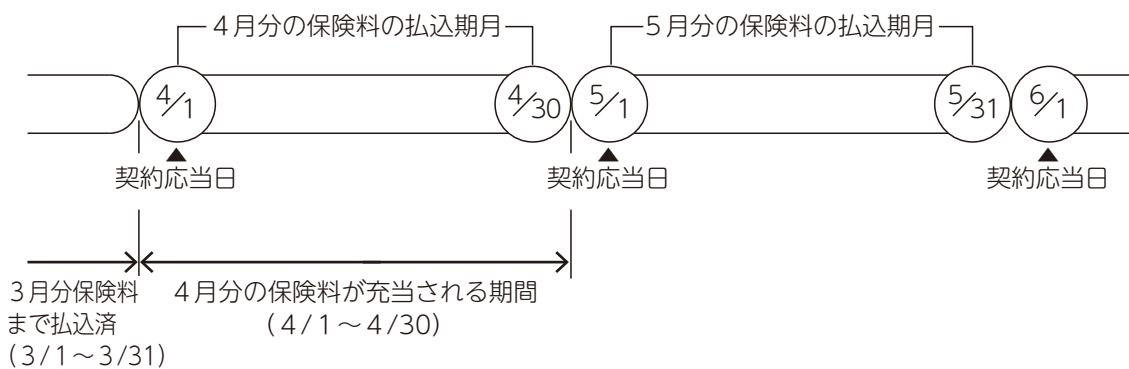 4月分の保険料の払込期月
5月分の保険料の払込期月
4/1
4/30
5/1
5/31
6/1
契約応当日
契約応当日
契約応当日
3月分保険料
まで払込済
(3/1～3/31)
4月分の保険料が充当される期間
(4/1～4/30)